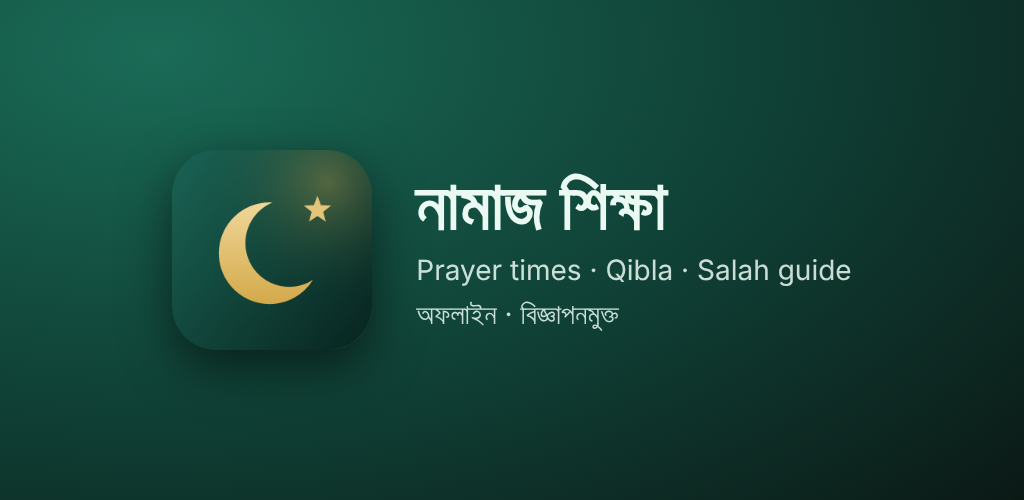 নামাজ শিক্ষা
Prayer times · Qibla · Salah guide
অফলাইন · বিজ্ঞাপনমুক্ত